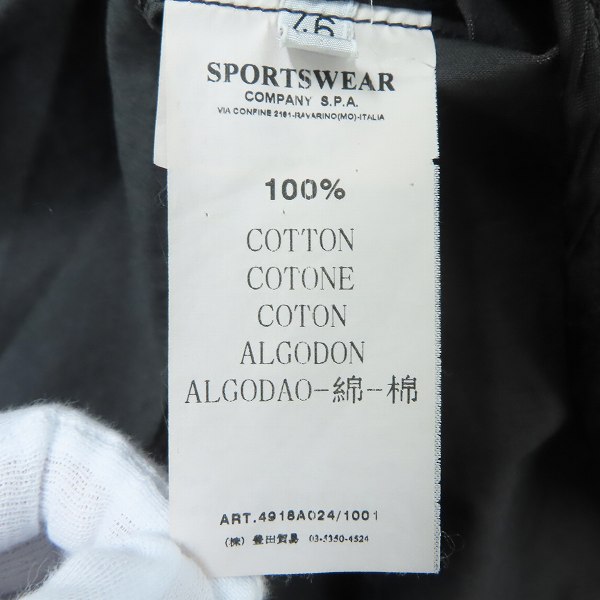 46
SPORTSWEAR
COMPANY S.P.A.
VIA CONFINE 2161-RAVARINO(MO)-ITALIA
100%
COTTON
COTONE
COTON
ALGODON
ALGODAO-綿-棉
ART.4918A024/1001
(株) 豊田貿易 03-5350-4524